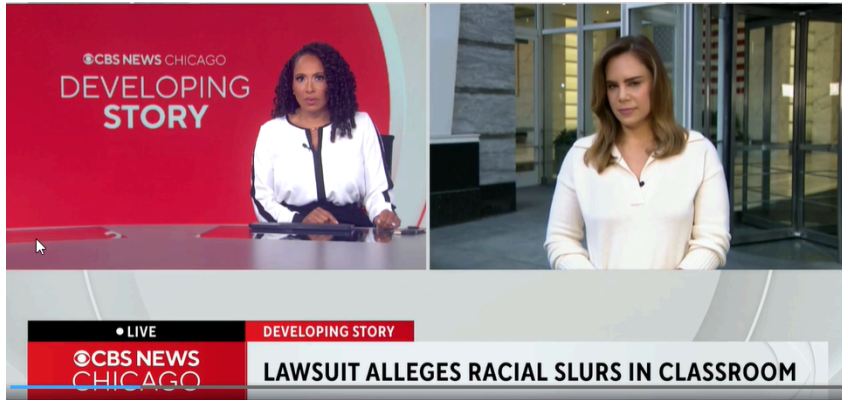 CBS NEWS CHICAGO
DEVELOPING
STORY
LIVE
DEVELOPING STORY
CBS NEWS
CHICAGO
LAWSUIT ALLEGES RACIAL SLURS IN CLASSROOM